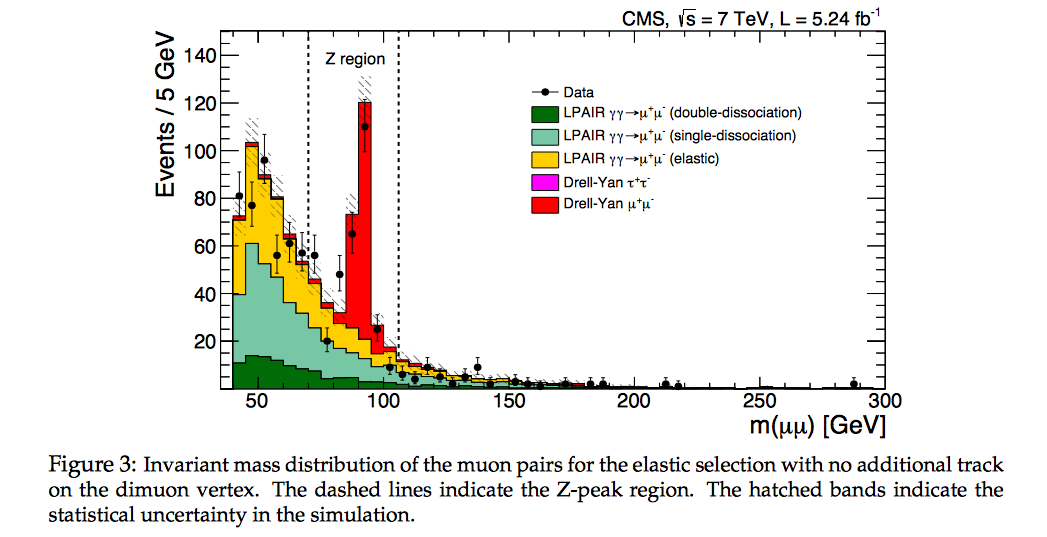 CMS, √s = 7 TeV, L = 5.24 fb⁻¹
Events / 5 GeV
140
120
100
80
60
40
20
Z region
Data
LPAIR γγ→μ⁺μ⁻ (double-dissociation)
LPAIR γγ→μ⁺μ⁻ (single-dissociation)
LPAIR γγ→μ⁺μ⁻ (elastic)
Drell-Yan τ⁺τ⁻
Drell-Yan μ⁺μ⁻
50 100 150 200 250 300
m(μμ) [GeV]
Figure 3: Invariant mass distribution of the muon pairs for the elastic selection with no additional track
on the dimuon vertex. The dashed lines indicate the Z-peak region. The hatched bands indicate the
statistical uncertainty in the simulation.